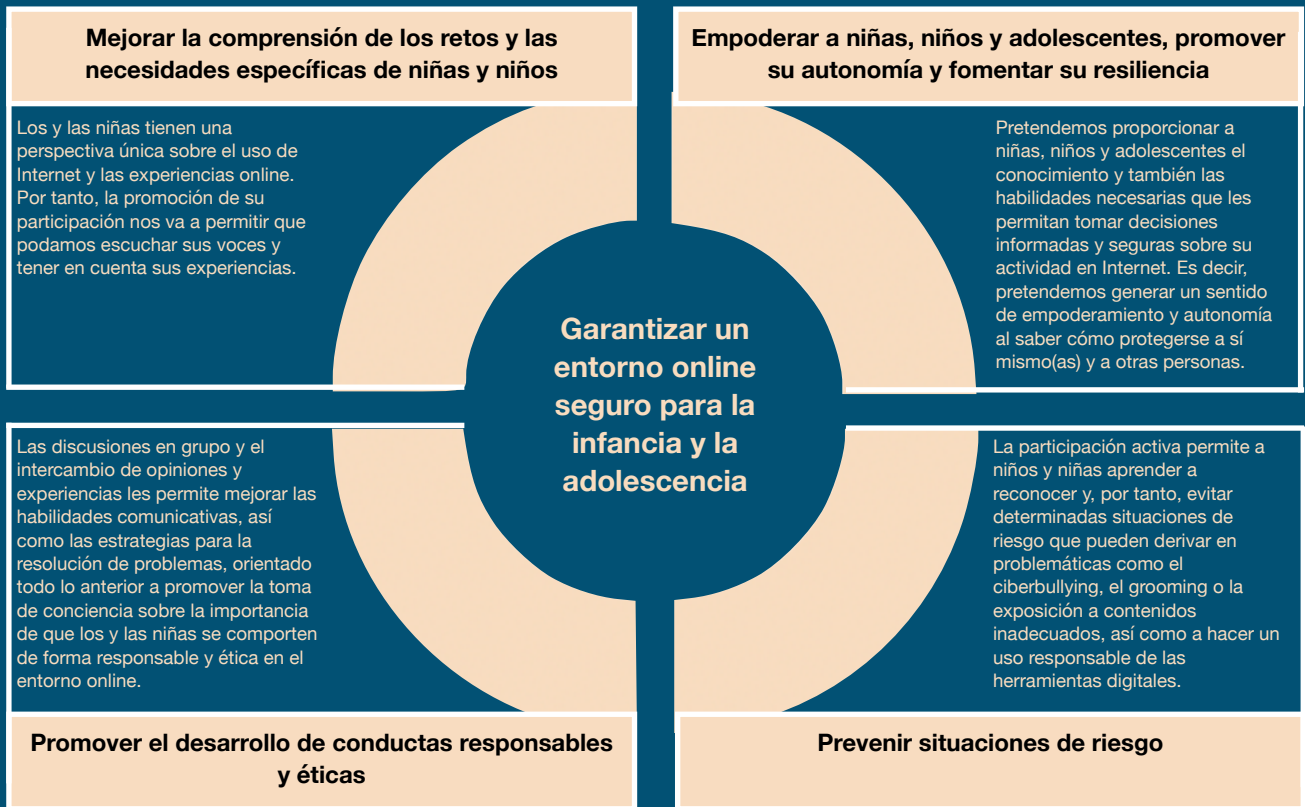 Mejorar la comprensión de los retos y las
necesidades específicas de niñas y niños
Los y las niñas tienen una
perspectiva única sobre el uso de
Internet y las experiencias online.
Por tanto, la promoción de su
participación nos va a permitir que
podamos escuchar sus voces y
tener en cuenta sus experiencias.
Empoderar a niñas, niños y adolescentes, promover
su autonomía y fomentar su resiliencia
Pretendemos proporcionar a
niñas, niños y adolescentes el
conocimiento y también las
habilidades necesarias que les
permitan tomar decisiones
informadas y seguras sobre su
actividad en Internet. Es decir,
pretendemos generar un sentido
de empoderamiento y autonomía
al saber cómo protegerse a sí
mismo(as) y a otras personas.
Garantizar un
entorno online
seguro para la
infancia y la
adolescencia
Las discusiones en grupo y el
intercambio de opiniones y
experiencias les permite mejorar las
habilidades comunicativas, así
como las estrategias para la
resolución de problemas, orientado
todo lo anterior a promover la toma
de conciencia sobre la importancia
de que los y las niñas se comporten
de forma responsable y ética en el
entorno online.
Promover el desarrollo de conductas responsables
y éticas
La participación activa permite a
niños y niñas aprender a
reconocer y, por tanto, evitar
determinadas situaciones de
riesgo que pueden derivar en
problemáticas como el
ciberbullying, el grooming o la
exposición a contenidos
inadecuados, así como a hacer un
uso responsable de las
herramientas digitales.
Prevenir situaciones de riesgo